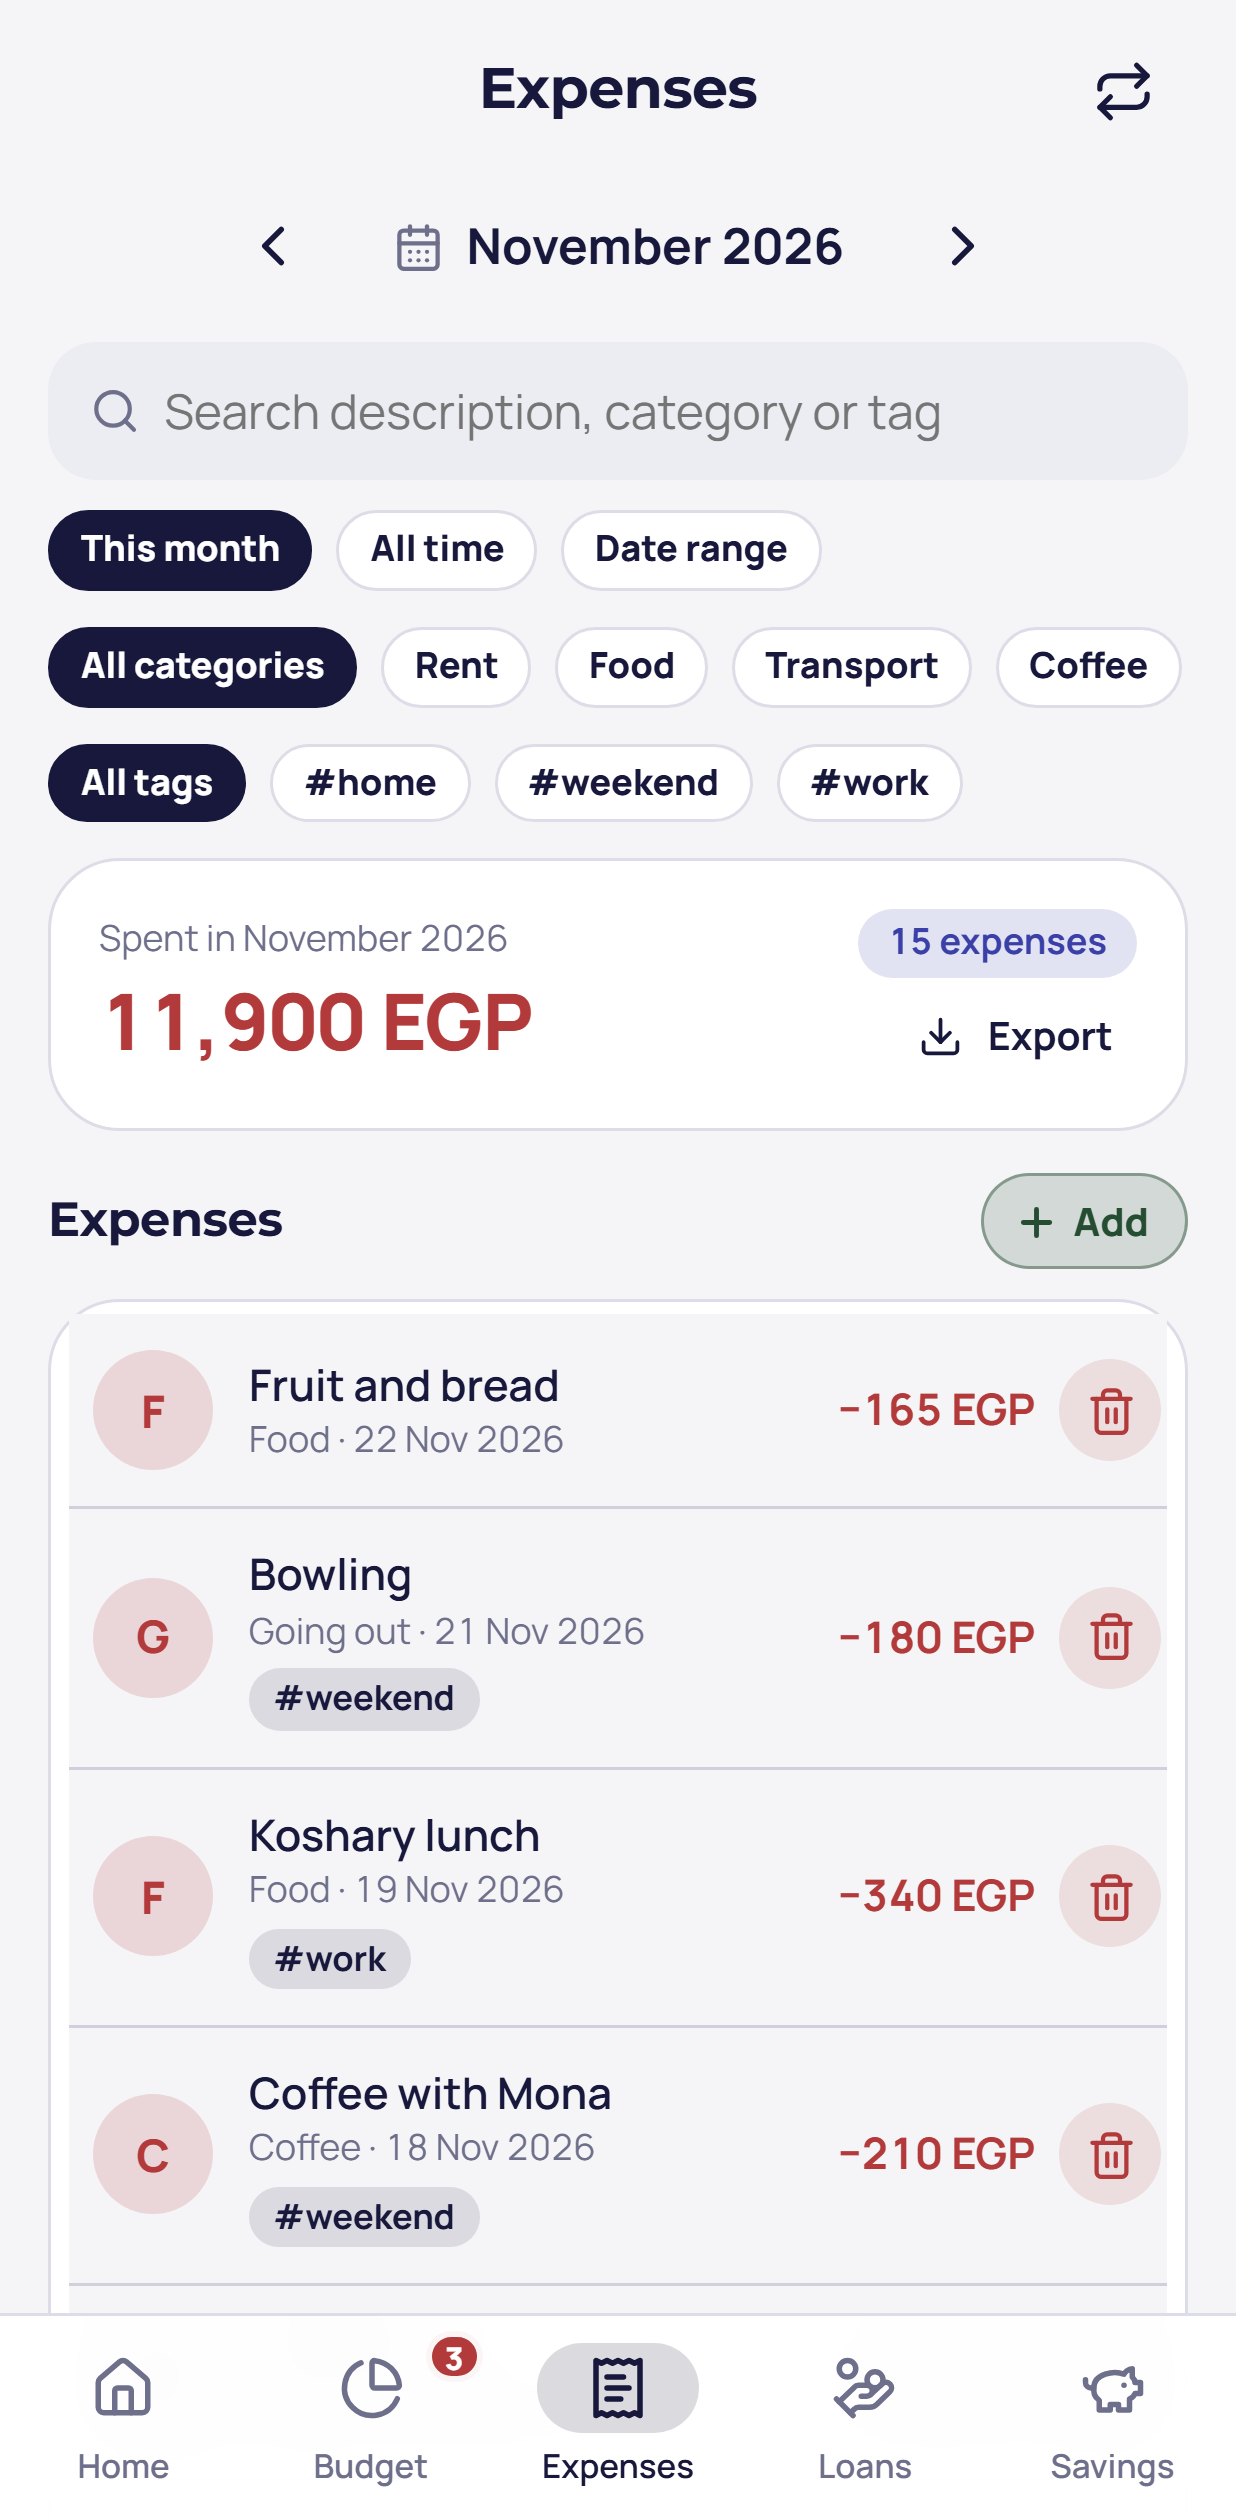 Expenses
November 2026
Search description, category or tag
This month All time Date range
All categories Rent Food Transport Coffee
All tags #home #weekend #work
Spent in November 2026
15 expenses
11,900 EGP
Export
Expenses
+ Add
F
Fruit and bread
Food · 22 Nov 2026
−165 EGP
G
Bowling
Going out · 21 Nov 2026
#weekend
−180 EGP
F
Koshary lunch
Food · 19 Nov 2026
#work
−340 EGP
C
Coffee with Mona
Coffee · 18 Nov 2026
#weekend
−210 EGP
3
Home Budget Expenses Loans Savings